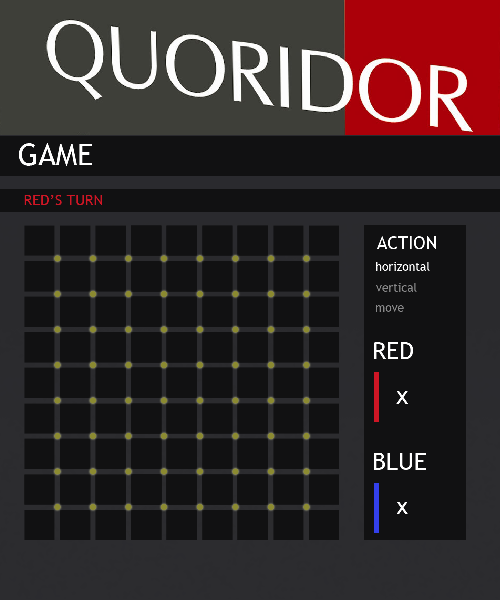 QUORIDOR
GAME
RED'S TURN
ACTION
horizontal
vertical
move
RED
X
BLUE
X